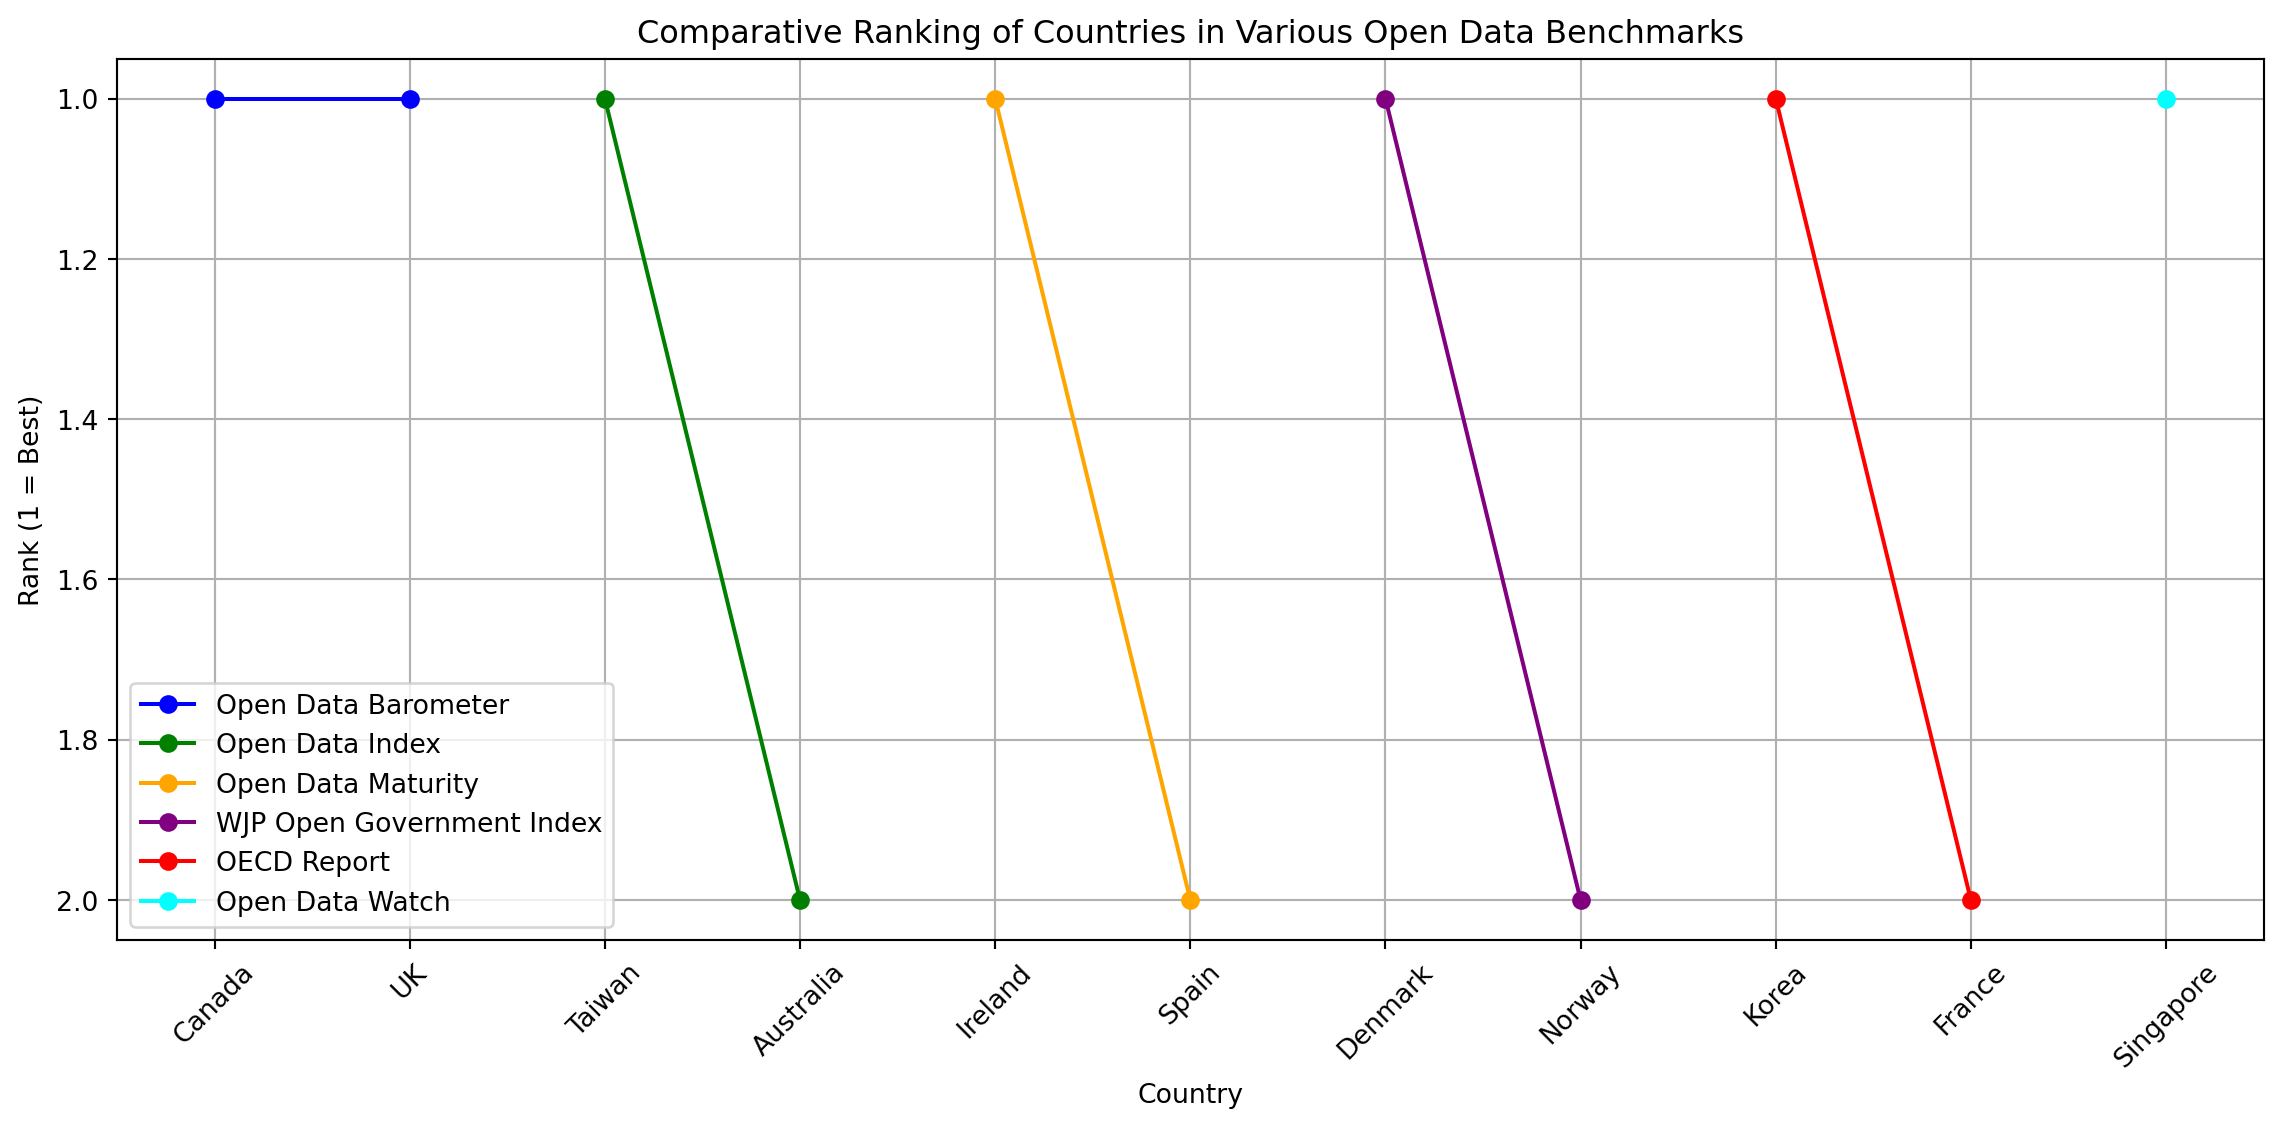 Comparative Ranking of Countries in Various Open Data Benchmarks
Rank (1 = Best)
1.0
1.2
1.4
1.6
1.8
2.0
Open Data Barometer
Open Data Index
Open Data Maturity
WJP Open Government Index
OECD Report
Open Data Watch
Canada
UK
Taiwan
Australia
Ireland
Spain
Denmark
Norway
Korea
France
Singapore
Country